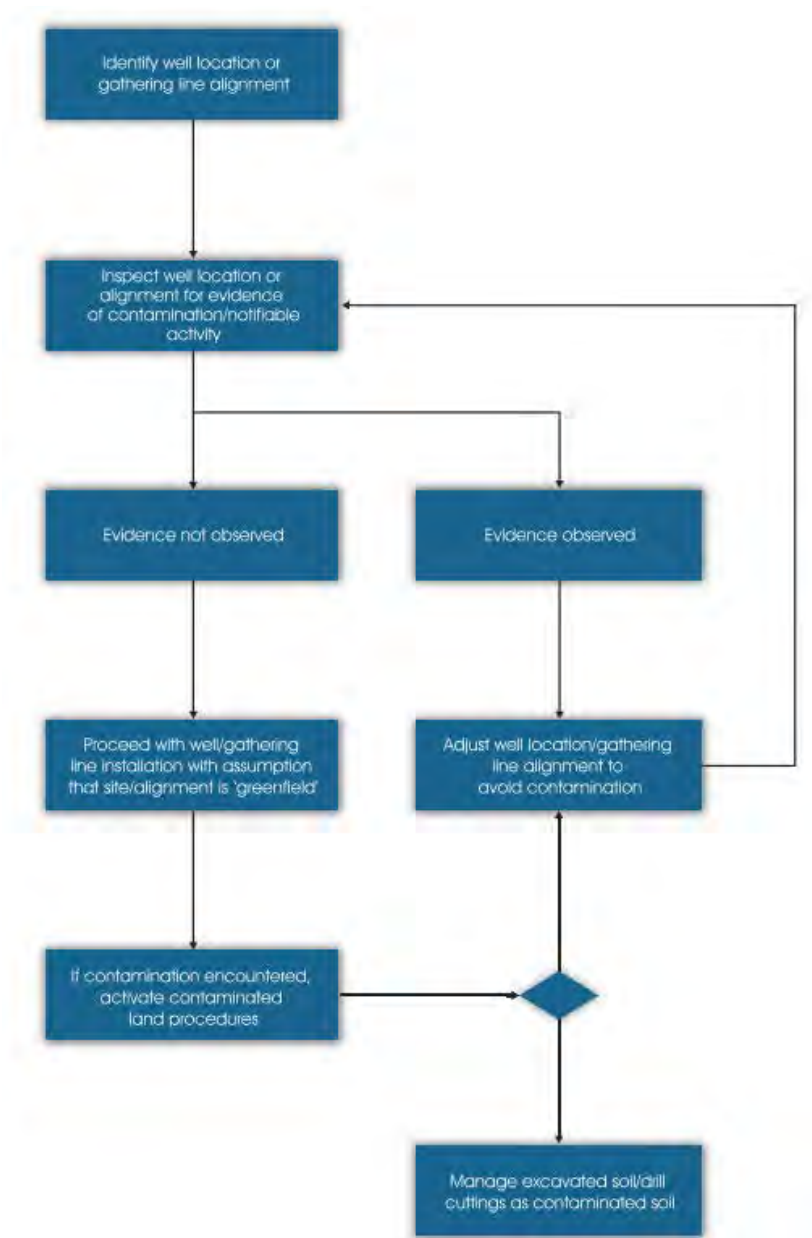 Identify well location or
gathering line alignment
Inspect well location or
alignment for evidence
of contamination/notifiable
activity
Evidence not observed
Evidence observed
Proceed with well/gathering
line installation with assumption
that site/alignment is 'greenfield'
Adjust well location/gathering
line alignment to
avoid contamination
If contamination encountered,
activate contaminated
land procedures
Manage excavated soil/drill
cuttings as contaminated soil